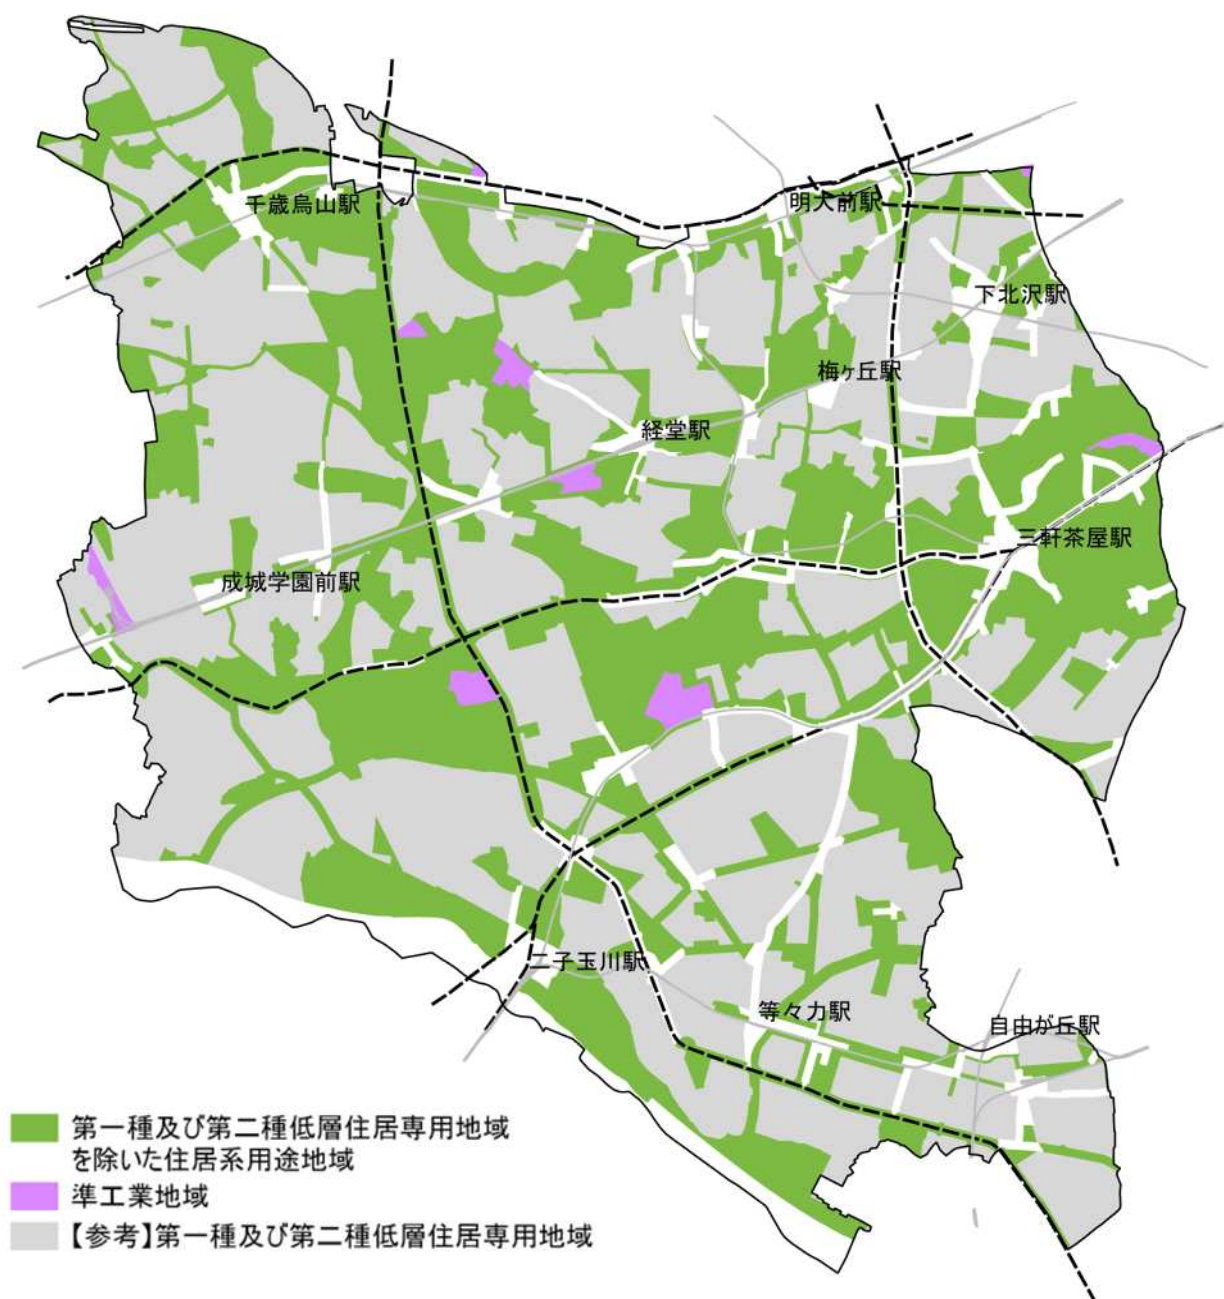 千歳烏山駅
明大前駅
下北沢駅
梅ヶ丘駅
経堂駅
三軒茶屋駅
成城学園前駅
二子玉川駅
等々力駅
自由が丘駅
第一種及び第二種低層住居専用地域
を除いた住居系用途地域
準工業地域
【参考】第一種及び第二種低層住居専用地域